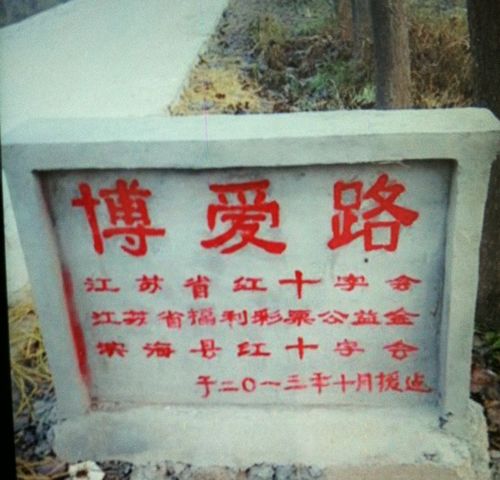 博爱路
江苏省红十字会
江苏省福利彩票公益金
滨海县红十字会
于二〇一三年十月援建